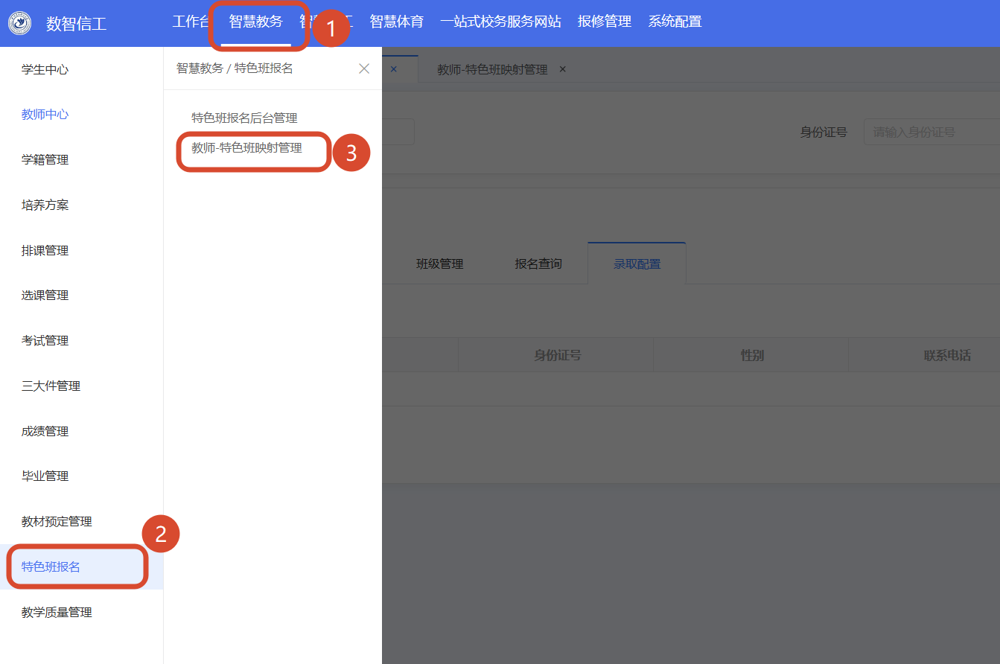 数智信工
工作台 智慧教务 智 工 智慧体育 一站式校务服务网站 报修管理 系统配置
1
学生中心
教师中心
学籍管理
培养方案
排课管理
选课管理
考试管理
三大件管理
成绩管理
毕业管理
教材预定管理
2
特色班报名
教学质量管理
智慧教务 / 特色班报名
特色班报名后台管理
教师-特色班映射管理
3
教师-特色班映射管理
身份证号 请输入身份证号
班级管理 报名查询 录取配置
身份证号 性别 联系电话